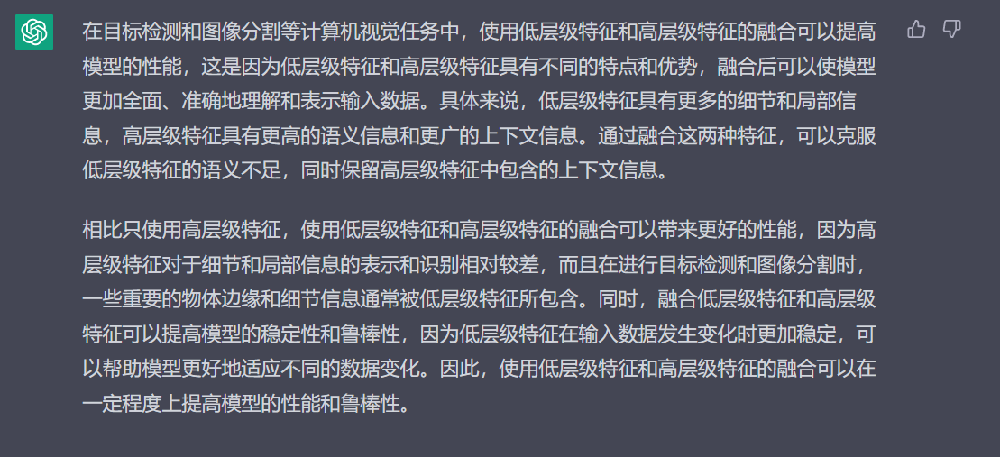 在目标检测和图像分割等计算机视觉任务中，使用低层级特征和高层级特征的融合可以提高
模型的性能，这是因为低层级特征和高层级特征具有不同的特点和优势，融合后可以使模型
更加全面、准确地理解和表示输入数据。具体来说，低层级特征具有更多的细节和局部信
息，高层级特征具有更高的语义信息和更广的上下文信息。通过融合这两种特征，可以克服
低层级特征的语义不足，同时保留高层级特征中包含的上下文信息。
相比只使用高层级特征，使用低层级特征和高层级特征的融合可以带来更好的性能，因为高
层级特征对于细节和局部信息的表示和识别相对较差，而且在进行目标检测和图像分割时，
一些重要的物体边缘和细节信息通常被低层级特征所包含。同时，融合低层级特征和高层级
特征可以提高模型的稳定性和鲁棒性，因为低层级特征在输入数据发生变化时更加稳定，可
以帮助模型更好地适应不同的数据变化。因此，使用低层级特征和高层级特征的融合可以在
一定程度上提高模型的性能和鲁棒性。